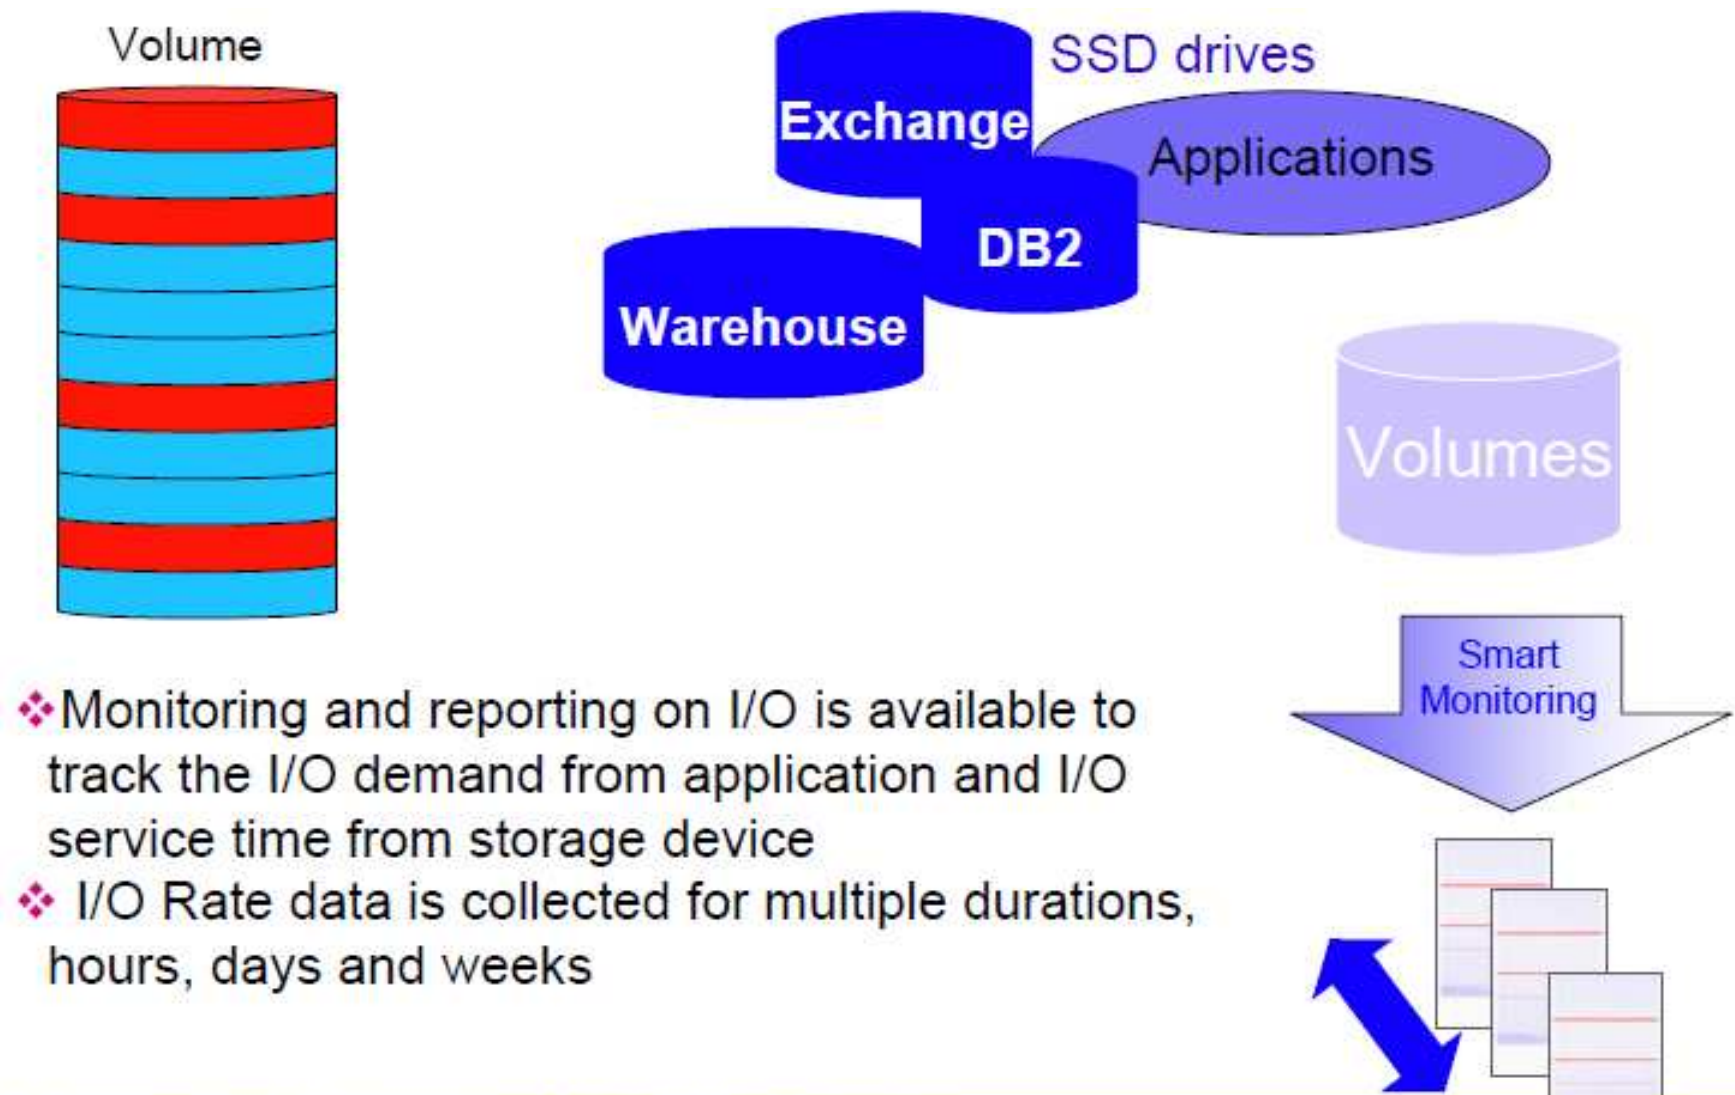 Volume
SSD drives
Exchange
Applications
DB2
Warehouse
Volumes
Smart
Monitoring
❖Monitoring and reporting on I/O is available to
track the I/O demand from application and I/O
service time from storage device
❖ I/O Rate data is collected for multiple durations,
hours, days and weeks